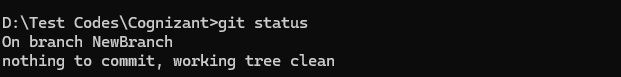 D:\Test Codes\Cognizant>git status
On branch NewBranch
nothing to commit, working tree clean